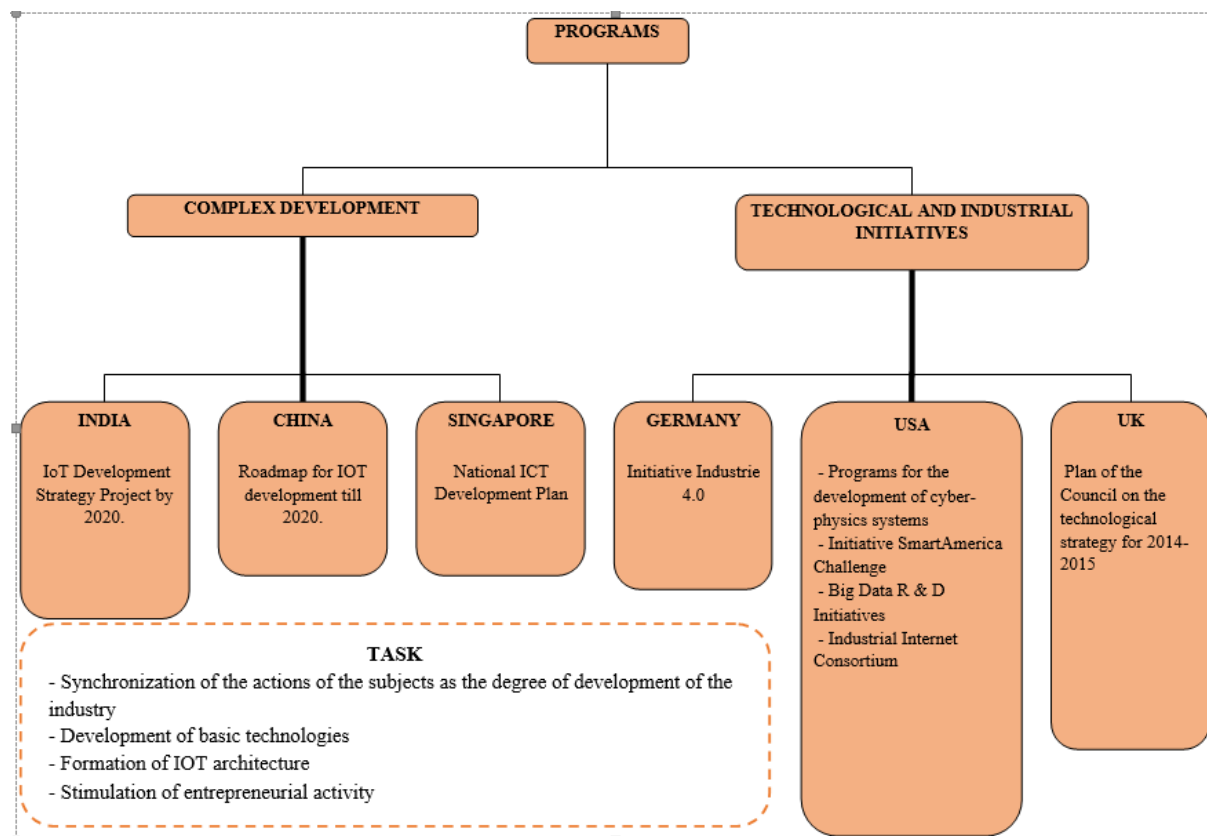 PROGRAMS
COMPLEX DEVELOPMENT
TECHNOLOGICAL AND INDUSTRIAL
INITIATIVES
INDIA
IoT Development
Strategy Project by
2020.
CHINA
Roadmap for IOT
development till
2020.
SINGAPORE
National ICT
Development Plan
GERMANY
Initiative Industrie
4.0
USA
- Programs for the
development of cyber-
physics systems
- Initiative SmartAmerica
Challenge
- Big Data R & D
Initiatives
- Industrial Internet
Consortium
UK
Plan of the
Council on the
technological
strategy for 2014-
2015
TASK
- Synchronization of the actions of the subjects as the degree of development of the
industry
- Development of basic technologies
- Formation of IOT architecture
- Stimulation of entrepreneurial activity